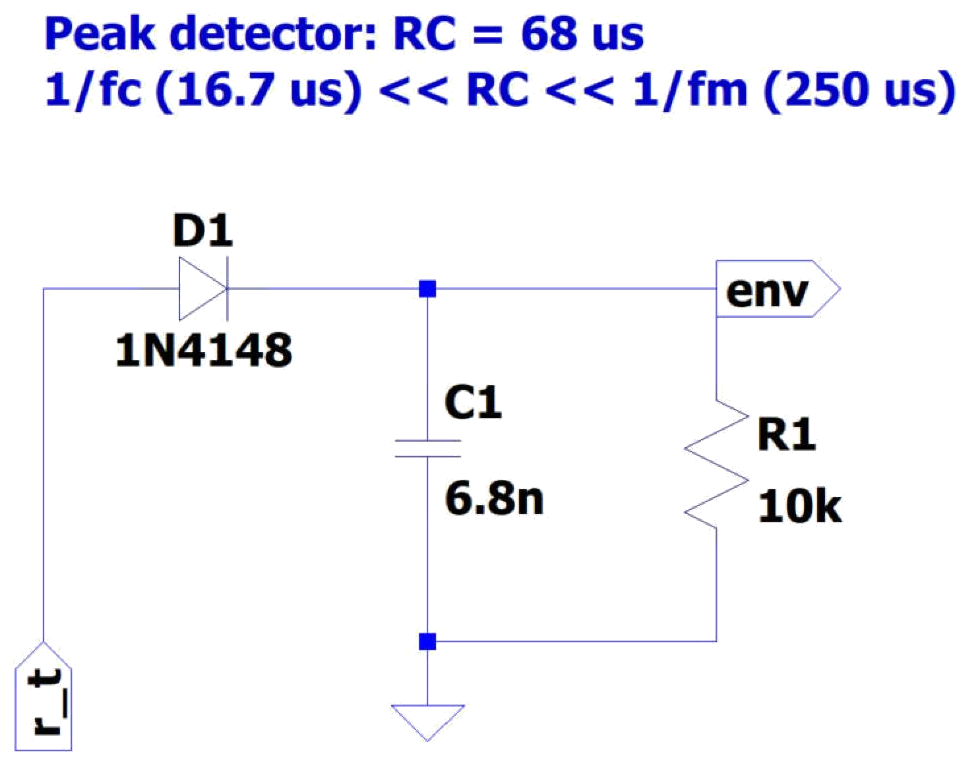 Peak detector: RC = 68 us
1/fc (16.7 us) << RC << 1/fm (250 us)
D1
1N4148
env
C1
6.8n
R1
10k
r_t